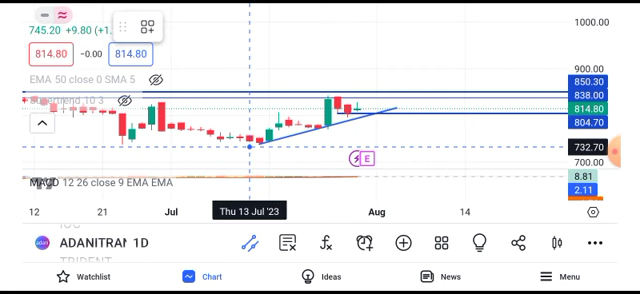 1000.00
745.20 +9.80 (+1.
814.80 −0.00 814.80
900.00
EMA 50 close 0 SMA 5
850.30
838.00
Supertrend 10 3
814.80
804.70
732.70
E
700.00
8.81
MACD 12 26 close 9 EMA EMA
2.11
12 21 Jul Thu 13 Jul '23 Aug 14
adani ADANITRAN 1D
TRIDENT
Watchlist Chart Ideas News Menu